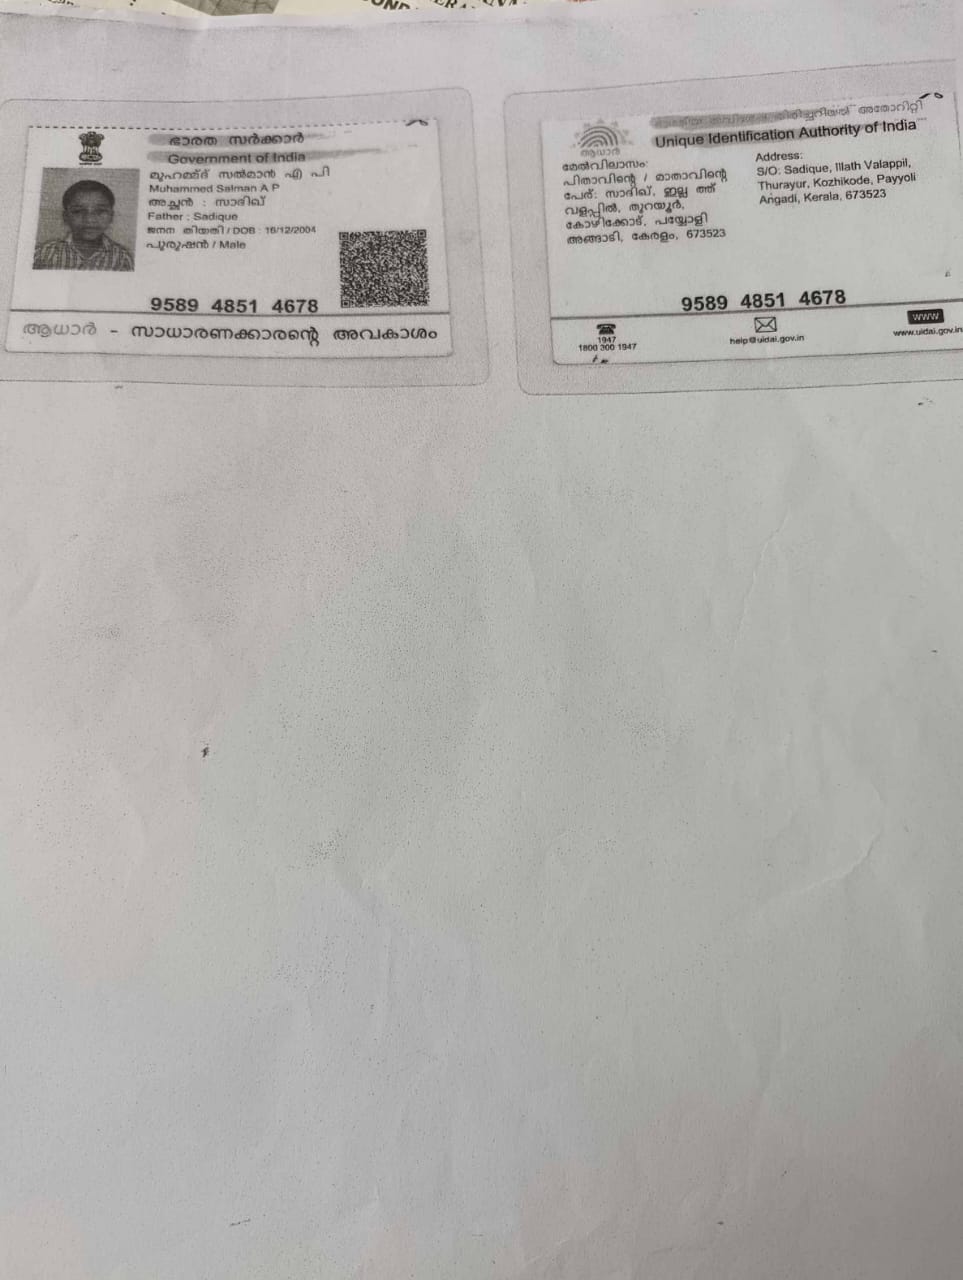 ഭാരത സർക്കാർ
Government of India
മുഹമ്മദ് സൽമാൻ എ പി
Muhammed Salman A P
അച്ഛൻ : സാദിഖ്
Father : Sadique
ജനന തിയതി / DOB : 16/12/2004
പുരുഷൻ / Male
9589 4851 4678
ആധാർ - സാധാരണക്കാരന്റെ അവകാശം
അതോറിറ്റി
Unique Identification Authority of India
ആധാർ
മേൽവിലാസം:
പിതാവിന്റെ / മാതാവിന്റെ
പേര്: സാദിഖ്, ഇല്ലത്ത്
വളപ്പിൽ, തുറയൂർ,
കോഴിക്കോട്, പയ്യോളി
അങ്ങാടി, കേരളം, 673523
Address:
S/O: Sadique, Illath Valappil,
Thurayur, Kozhikode, Payyoli
Angadi, Kerala, 673523
9589 4851 4678
1947
1800 300 1947
help@uidai.gov.in
WWW
www.uidai.gov.in